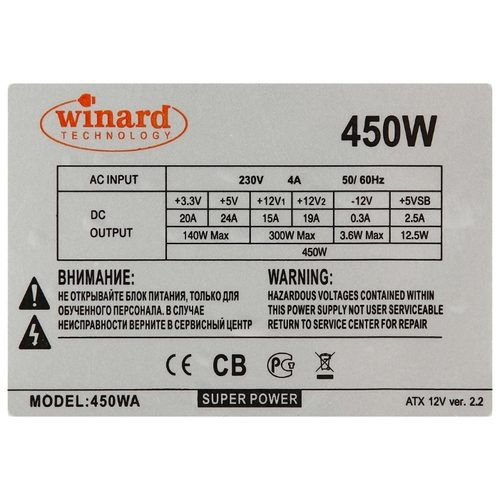 winard
TECHNOLOGY
450W
AC INPUT 230V 4A 50/ 60Hz
DC OUTPUT +3.3V +5V +12V1 +12V2 -12V +5VSB
20A 24A 15A 19A 0.3A 2.5A
140W Max 300W Max 3.6W Max 12.5W
450W
ВНИМАНИЕ:
НЕ ОТКРЫВАЙТЕ БЛОК ПИТАНИЯ, ТОЛЬКО ДЛЯ
ОБУЧЕННОГО ПЕРСОНАЛА. В СЛУЧАЕ
НЕИСПРАВНОСТИ ВЕРНИТЕ В СЕРВИСНЫЙ ЦЕНТР
WARNING:
HAZARDOUS VOLTAGES CONTAINED WITHIN
THIS POWER SUPPLY NOT USER SERVICEABLE
RETURN TO SERVICE CENTER FOR REPAIR
CE CB РСТ
MODEL:450WA
SUPER POWER
ATX 12V ver. 2.2